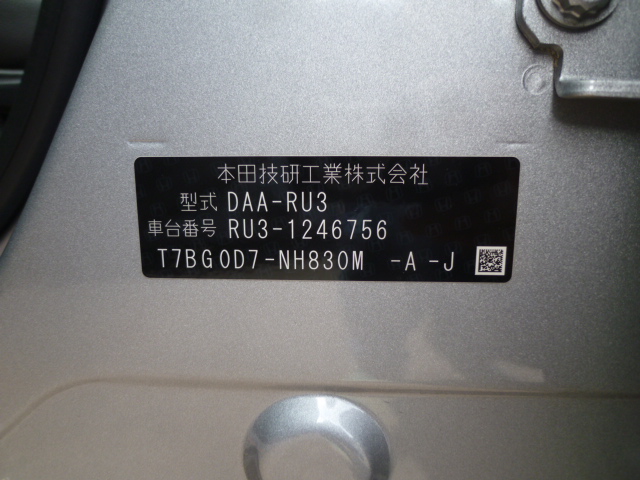 本田技研工業株式会社
型式 DAA-RU3
車台番号 RU3-1246756
T7BG0D7-NH830M -A-J